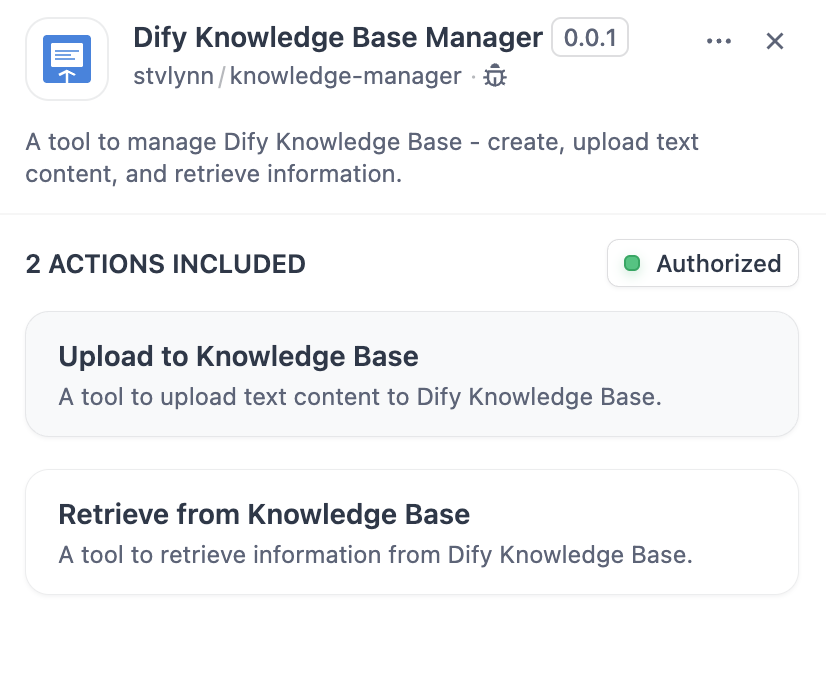 Dify Knowledge Base Manager 0.0.1
stvlynn / knowledge-manager ·
A tool to manage Dify Knowledge Base - create, upload text
content, and retrieve information.
2 ACTIONS INCLUDED
Authorized
Upload to Knowledge Base
A tool to upload text content to Dify Knowledge Base.
Retrieve from Knowledge Base
A tool to retrieve information from Dify Knowledge Base.